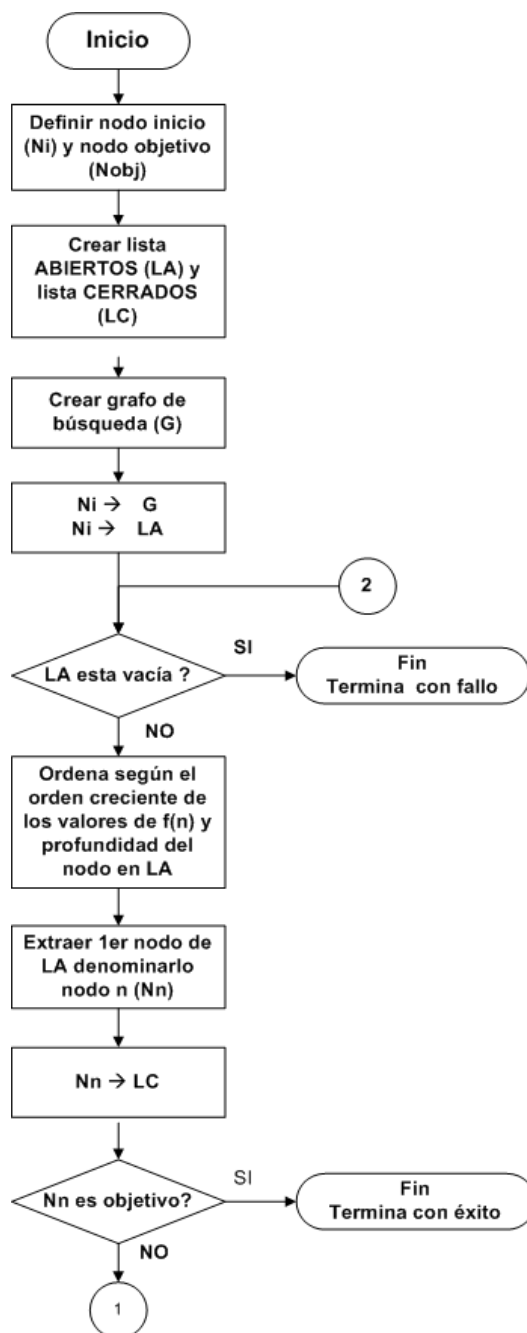 Inicio
Definir nodo inicio
(Ni) y nodo objetivo
(Nobj)
Crear lista
ABIERTOS (LA) y
lista CERRADOS
(LC)
Crear grafo de
búsqueda (G)
Ni → G
Ni → LA
2
LA esta vacía ?
SI
Fin
Termina con fallo
NO
Ordena según el
orden creciente de
los valores de f(n) y
profundidad del
nodo en LA
Extraer 1er nodo de
LA denominarlo
nodo n (Nn)
Nn → LC
Nn es objetivo?
SI
Fin
Termina con éxito
NO
1